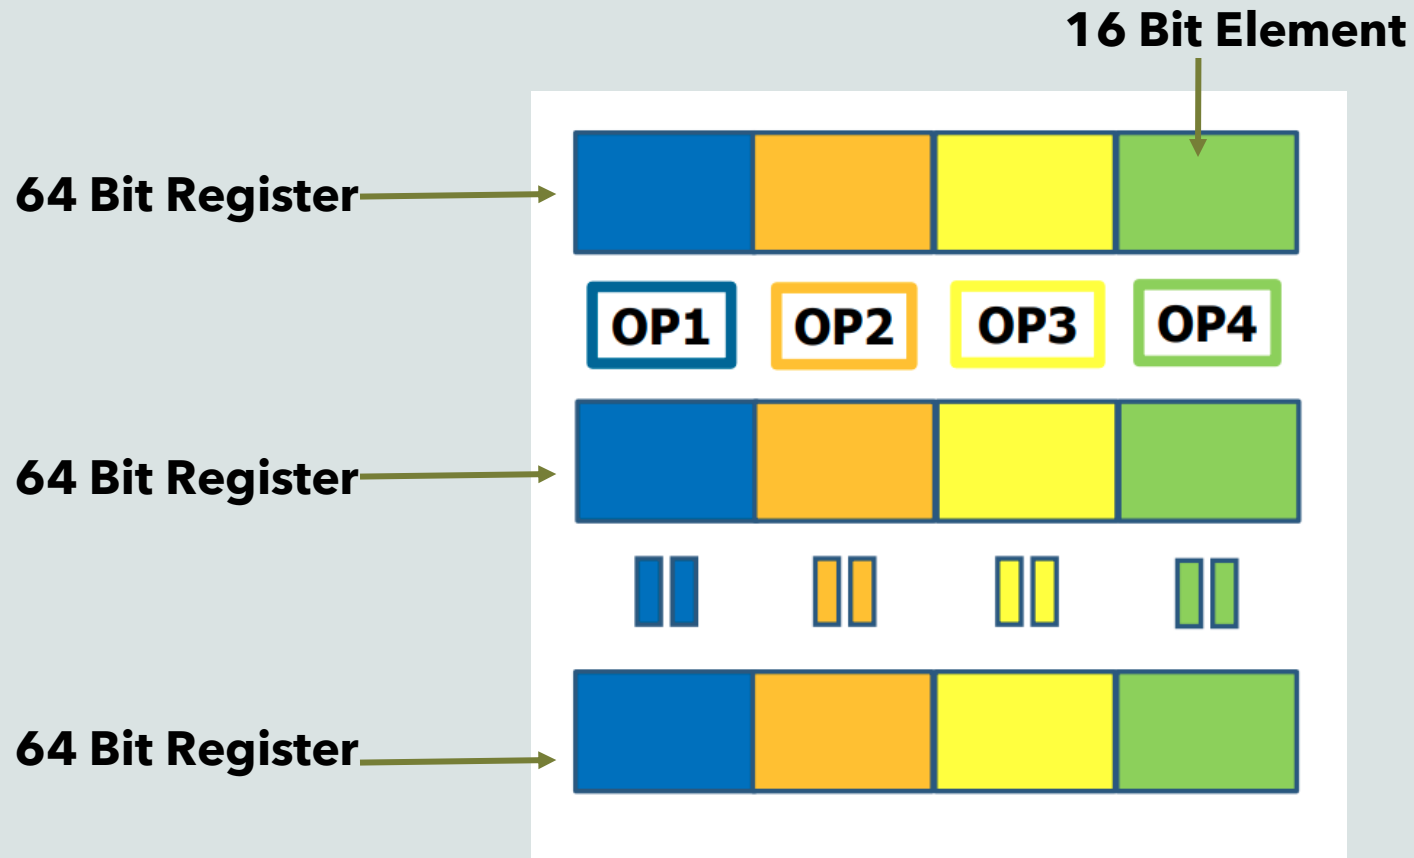 16 Bit Element
64 Bit Register
OP1 OP2 OP3 OP4
64 Bit Register
64 Bit Register